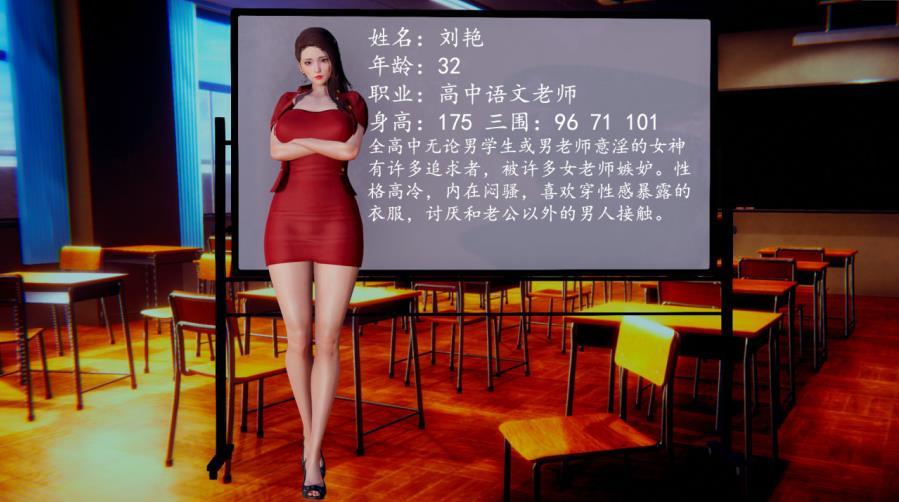 姓名：刘艳
年龄：32
职业：高中语文老师
身高：175 三围：96 71 101
全高中无论男学生或男老师意淫的女神
有许多追求者，被许多女老师嫉妒。性
格高冷，内在闷骚，喜欢穿性感暴露的
衣服，讨厌和老公以外的男人接触。